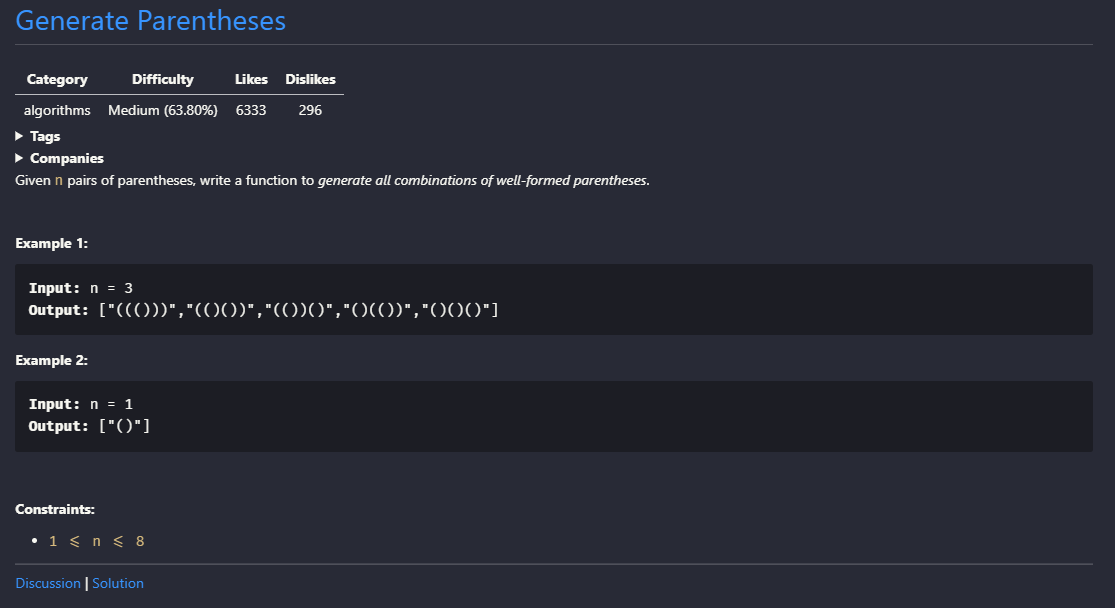 Generate Parentheses
Category Difficulty Likes Dislikes
algorithms Medium (63.80%) 6333 296
▶ Tags
▶ Companies
Given n pairs of parentheses, write a function to generate all combinations of well-formed parentheses.
Example 1:
Input: n = 3
Output: ["((()))","(()())","(())()","()(())","()()()"]
Example 2:
Input: n = 1
Output: ["()"]
Constraints:
• 1 ⩽ n ⩽ 8
Discussion | Solution